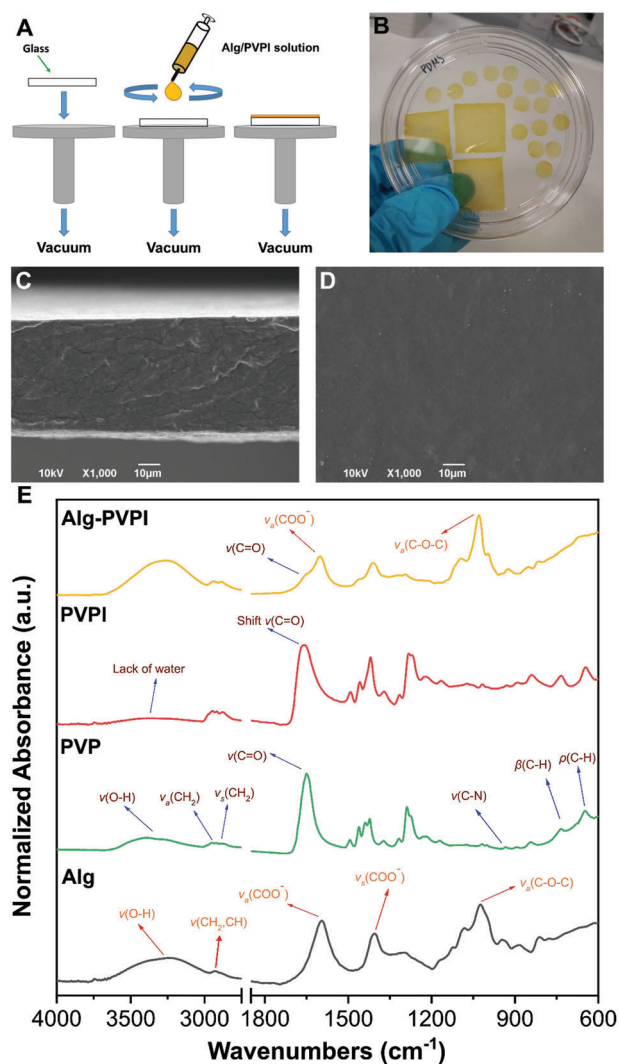 A
Glass
Alg/PVPI solution
Vacuum
Vacuum
Vacuum
B
PDMS
C
10kV X1,000 10µm
D
10kV X1,000 10µm
E
Alg-PVPI
ν(C=O)
νₐ(COO⁻)
νₐ(C-O-C)
PVPI
Lack of water
Shift ν(C=O)
PVP
ν(O-H)
νₐ(CH₂)
νₛ(CH₂)
ν(C=O)
ν(C-N)
β(C-H)
ρ(C-H)
Alg
ν(O-H)
ν(CH₂,CH)
νₐ(COO⁻)
νₛ(COO⁻)
νₐ(C-O-C)
Normalized Absorbance (a.u.)
4000 3500 3000 1800 1500 1200 900 600
Wavenumbers (cm⁻¹)